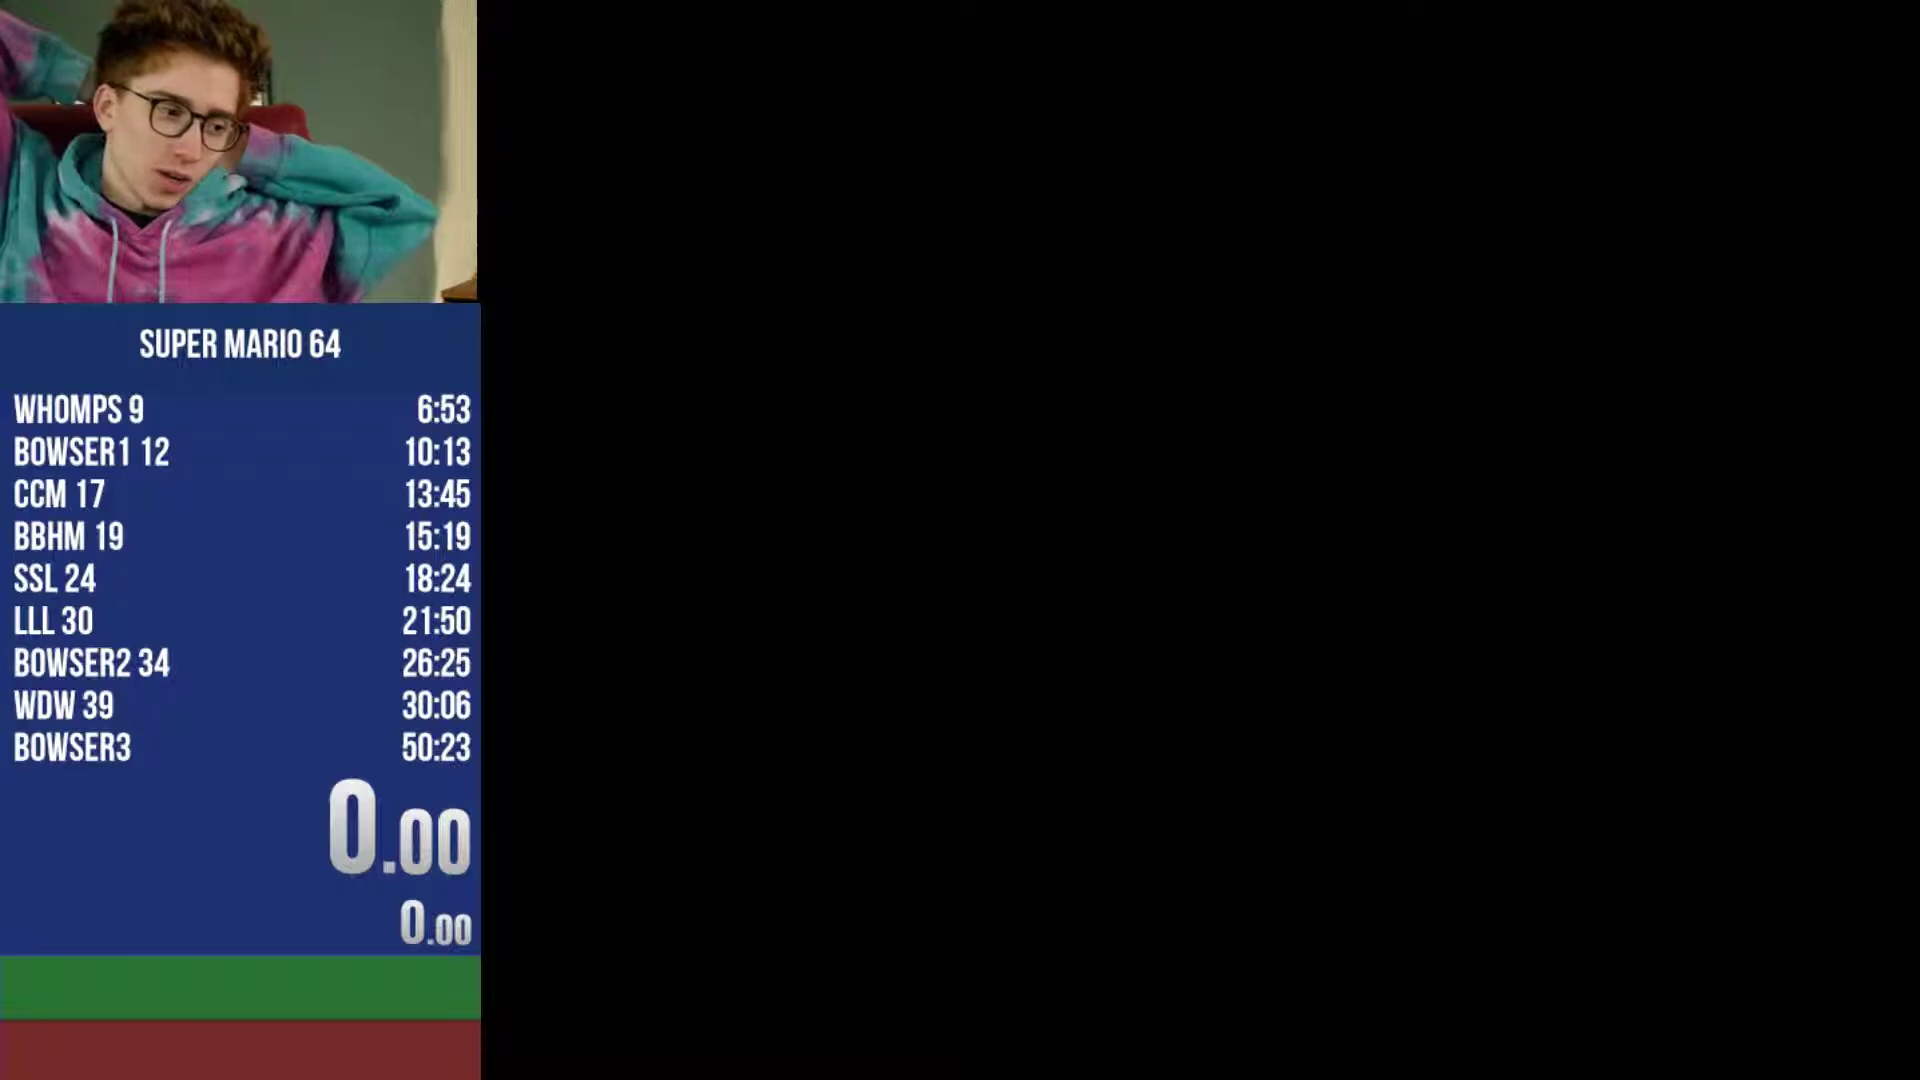 SUPER MARIO 64
WHOMPS 9 6:53
BOWSER1 12 10:13
CCM 17 13:45
BBHM 19 15:19
SSL 24 18:24
LLL 30 21:50
BOWSER2 34 26:25
WDW 39 30:06
BOWSER3 50:23
0.00
0.00